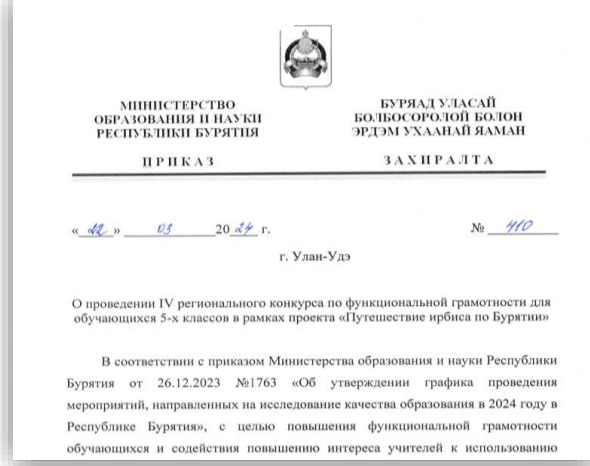 МИНИСТЕРСТВО
ОБРАЗОВАНИЯ И НАУКИ
РЕСПУБЛИКИ БУРЯТИЯ
ПРИКАЗ
БУРЯАД УЛАСАЙ
БОЛБОСОРОЛОЙ БОЛОН
ЭРДЭМ УХААНАЙ ЯАМАН
ЗАХИРАЛТА
« 22 » 03 20 24 г. № 410
г. Улан-Удэ
О проведении IV регионального конкурса по функциональной грамотности для
обучающихся 5-х классов в рамках проекта «Путешествие ирбиса по Бурятии»
В соответствии с приказом Министерства образования и науки Республики
Бурятия от 26.12.2023 №1763 «Об утверждении графика проведения
мероприятий, направленных на исследование качества образования в 2024 году в
Республике Бурятия», с целью повышения функциональной грамотности
обучающихся и содействия повышению интереса учителей к использованию